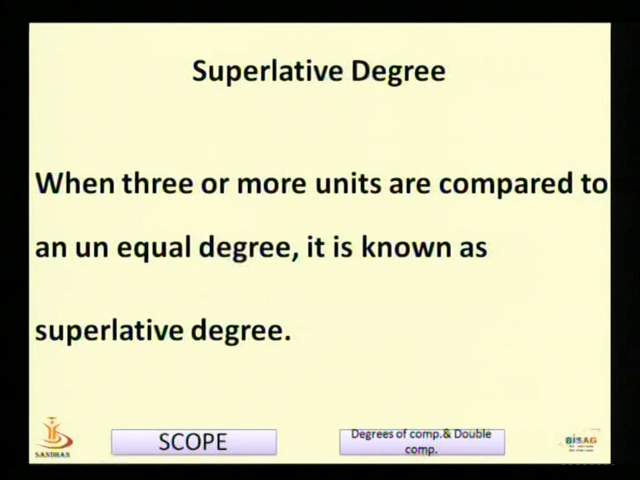 Superlative Degree
When three or more units are compared to
an un equal degree, it is known as
superlative degree.
SANDHAN
SCOPE
Degrees of comp.& Double
comp.
BISAG